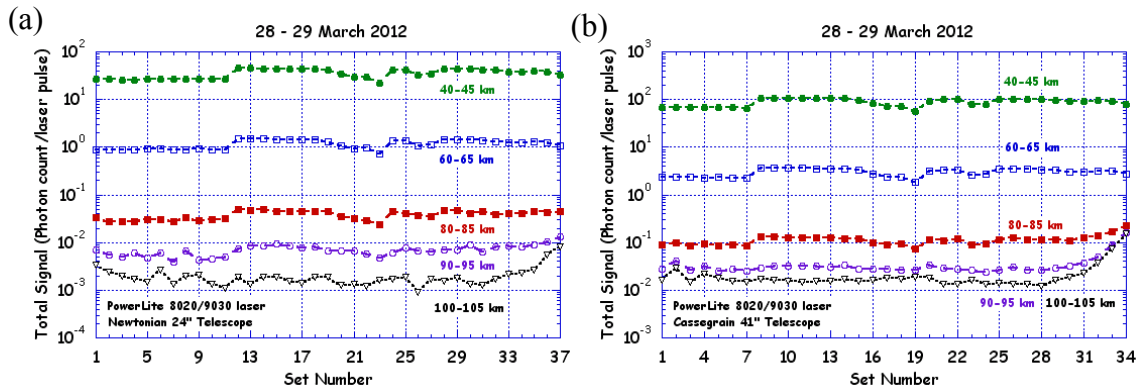 (a)
28 - 29 March 2012
Total Signal (Photon count /laser pulse)
10^2
10^1
10^0
10^-1
10^-2
10^-3
10^-4
40-45 km
60-65 km
80-85 km
90-95 km
100-105 km
PowerLite 8020/9030 laser
Newtonian 24" Telescope
1 5 9 13 17 21 25 29 33 37
Set Number
(b)
28 - 29 March 2012
Total Signal (Photon count /laser pulse)
10^3
10^2
10^1
10^0
10^-1
10^-2
10^-3
40-45 km
60-65 km
80-85 km
90-95 km
100-105 km
PowerLite 8020/9030 laser
Cassegrain 41" Telescope
1 4 7 10 13 16 19 22 25 28 31 34
Set Number